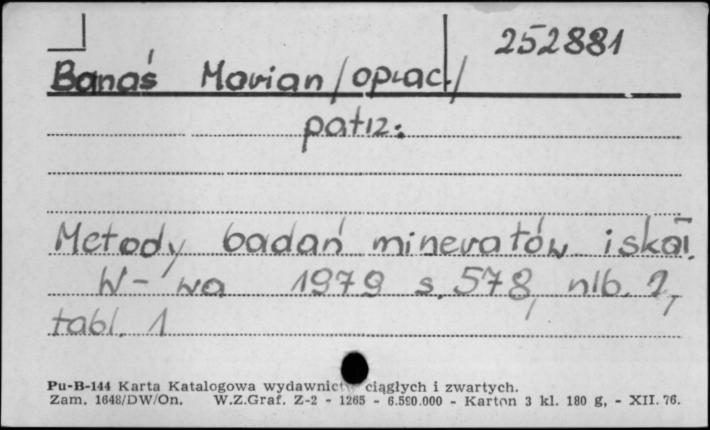 252881
Banaś Marian /oprac./
patrz:
Metody badań minerałów i skał.
W-wa 1979 s. 578, nlb. 2,
tabl. 1
Pu-B-144 Karta Katalogowa wydawnictw ciągłych i zwartych.
Zam. 1648/DW/On. W.Z.Graf. Z-2 - 1265 - 6.590.000 - Karton 3 kl. 180 g, - XII. 76.